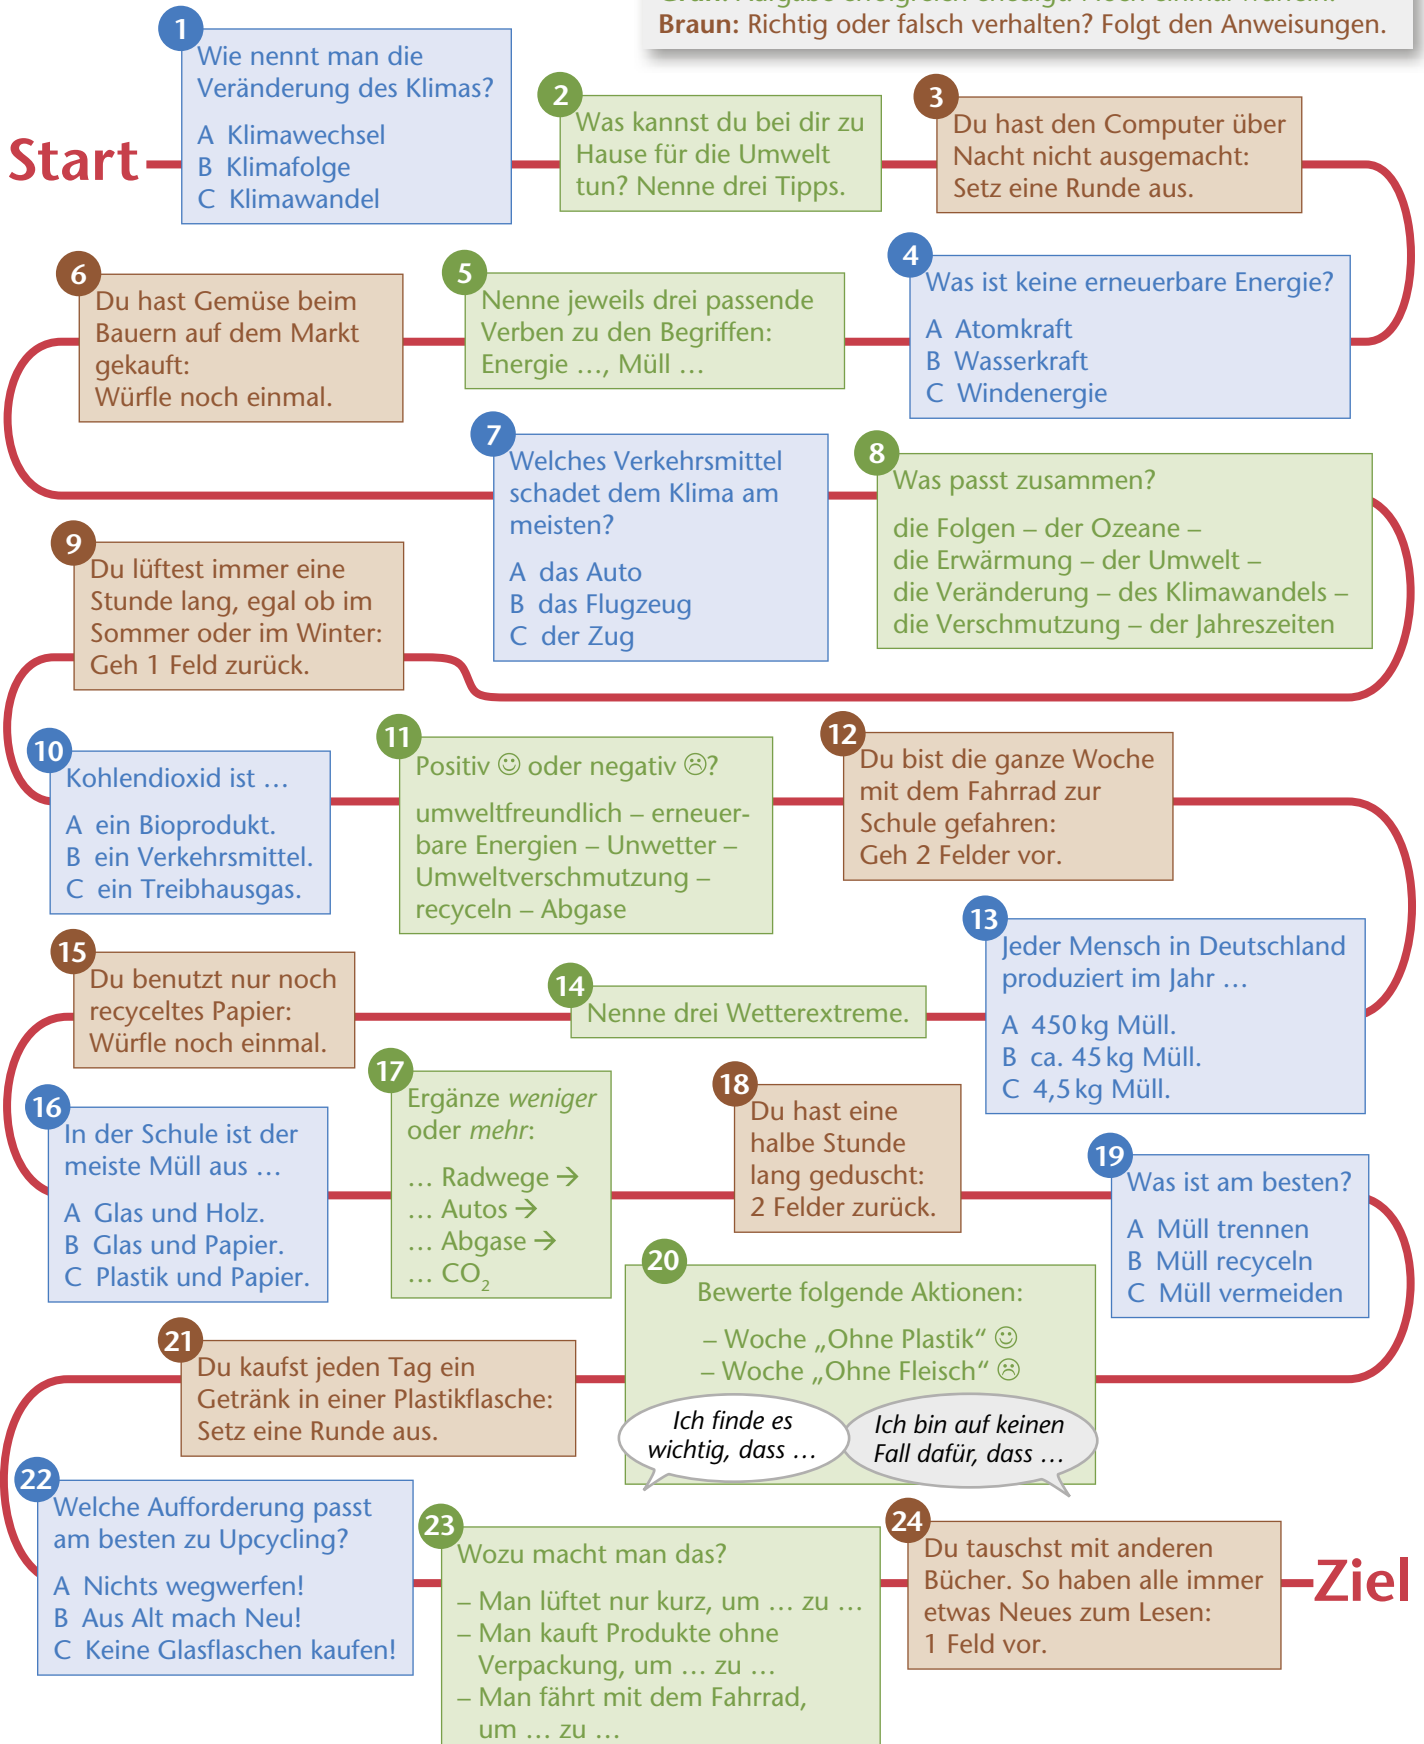 Braun: Richtig oder falsch verhalten? Folgt den Anweisungen.
Start
1
Wie nennt man die
Veränderung des Klimas?
A Klimawechsel
B Klimafolge
C Klimawandel
2
Was kannst du bei dir zu
Hause für die Umwelt
tun? Nenne drei Tipps.
3
Du hast den Computer über
Nacht nicht ausgemacht:
Setz eine Runde aus.
4
Was ist keine erneuerbare Energie?
A Atomkraft
B Wasserkraft
C Windenergie
5
Nenne jeweils drei passende
Verben zu den Begriffen:
Energie …, Müll …
6
Du hast Gemüse beim
Bauern auf dem Markt
gekauft:
Würfle noch einmal.
7
Welches Verkehrsmittel
schadet dem Klima am
meisten?
A das Auto
B das Flugzeug
C der Zug
8
Was passt zusammen?
die Folgen – der Ozeane –
die Erwärmung – der Umwelt –
die Veränderung – des Klimawandels –
die Verschmutzung – der Jahreszeiten
9
Du lüftest immer eine
Stunde lang, egal ob im
Sommer oder im Winter:
Geh 1 Feld zurück.
10
Kohlendioxid ist …
A ein Bioprodukt.
B ein Verkehrsmittel.
C ein Treibhausgas.
11
Positiv ☺ oder negativ ☹?
umweltfreundlich – erneuer-
bare Energien – Unwetter –
Umweltverschmutzung –
recyceln – Abgase
12
Du bist die ganze Woche
mit dem Fahrrad zur
Schule gefahren:
Geh 2 Felder vor.
13
Jeder Mensch in Deutschland
produziert im Jahr …
A 450 kg Müll.
B ca. 45 kg Müll.
C 4,5 kg Müll.
14
Nenne drei Wetterextreme.
15
Du benutzt nur noch
recyceltes Papier:
Würfle noch einmal.
16
In der Schule ist der
meiste Müll aus …
A Glas und Holz.
B Glas und Papier.
C Plastik und Papier.
17
Ergänze weniger
oder mehr:
… Radwege →
… Autos →
… Abgase →
… CO₂
18
Du hast eine
halbe Stunde
lang geduscht:
2 Felder zurück.
19
Was ist am besten?
A Müll trennen
B Müll recyceln
C Müll vermeiden
20
Bewerte folgende Aktionen:
– Woche „Ohne Plastik“ ☺
– Woche „Ohne Fleisch“ ☹
Ich finde es
wichtig, dass …
Ich bin auf keinen
Fall dafür, dass …
21
Du kaufst jeden Tag ein
Getränk in einer Plastikflasche:
Setz eine Runde aus.
22
Welche Aufforderung passt
am besten zu Upcycling?
A Nichts wegwerfen!
B Aus Alt mach Neu!
C Keine Glasflaschen kaufen!
23
Wozu macht man das?
– Man lüftet nur kurz, um … zu …
– Man kauft Produkte ohne
Verpackung, um … zu …
– Man fährt mit dem Fahrrad,
um … zu …
24
Du tauschst mit anderen
Bücher. So haben alle immer
etwas Neues zum Lesen:
1 Feld vor.
Ziel